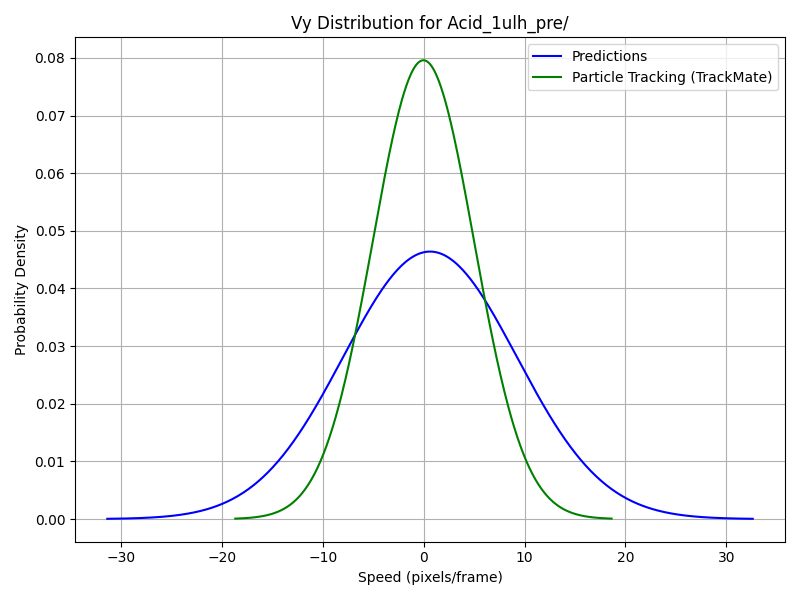 Vy Distribution for Acid_1ulh_pre/
Predictions
Particle Tracking (TrackMate)
Probability Density
0.08
0.07
0.06
0.05
0.04
0.03
0.02
0.01
0.00
−30 −20 −10 0 10 20 30
Speed (pixels/frame)